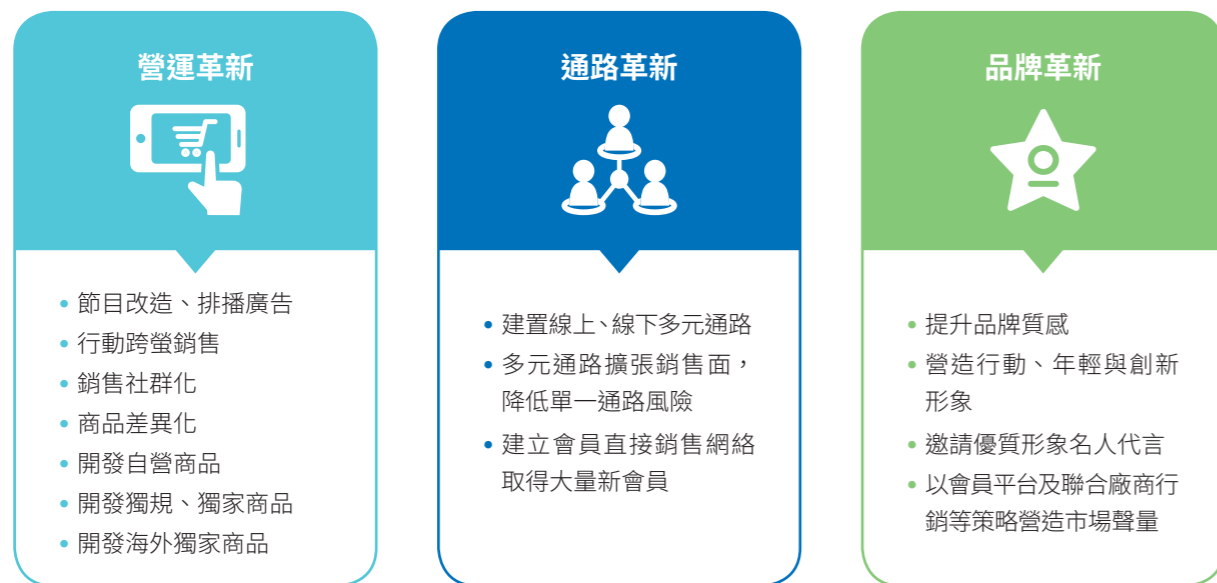 營運革新
• 節目改造、排播廣告
• 行動跨螢銷售
• 銷售社群化
• 商品差異化
• 開發自營商品
• 開發獨規、獨家商品
• 開發海外獨家商品
通路革新
• 建置線上、線下多元通路
• 多元通路擴張銷售面，
降低單一通路風險
• 建立會員直接銷售網絡
取得大量新會員
品牌革新
• 提升品牌質感
• 營造行動、年輕與創新
形象
• 邀請優質形象名人代言
• 以會員平台及聯合廠商行
銷等策略營造市場聲量